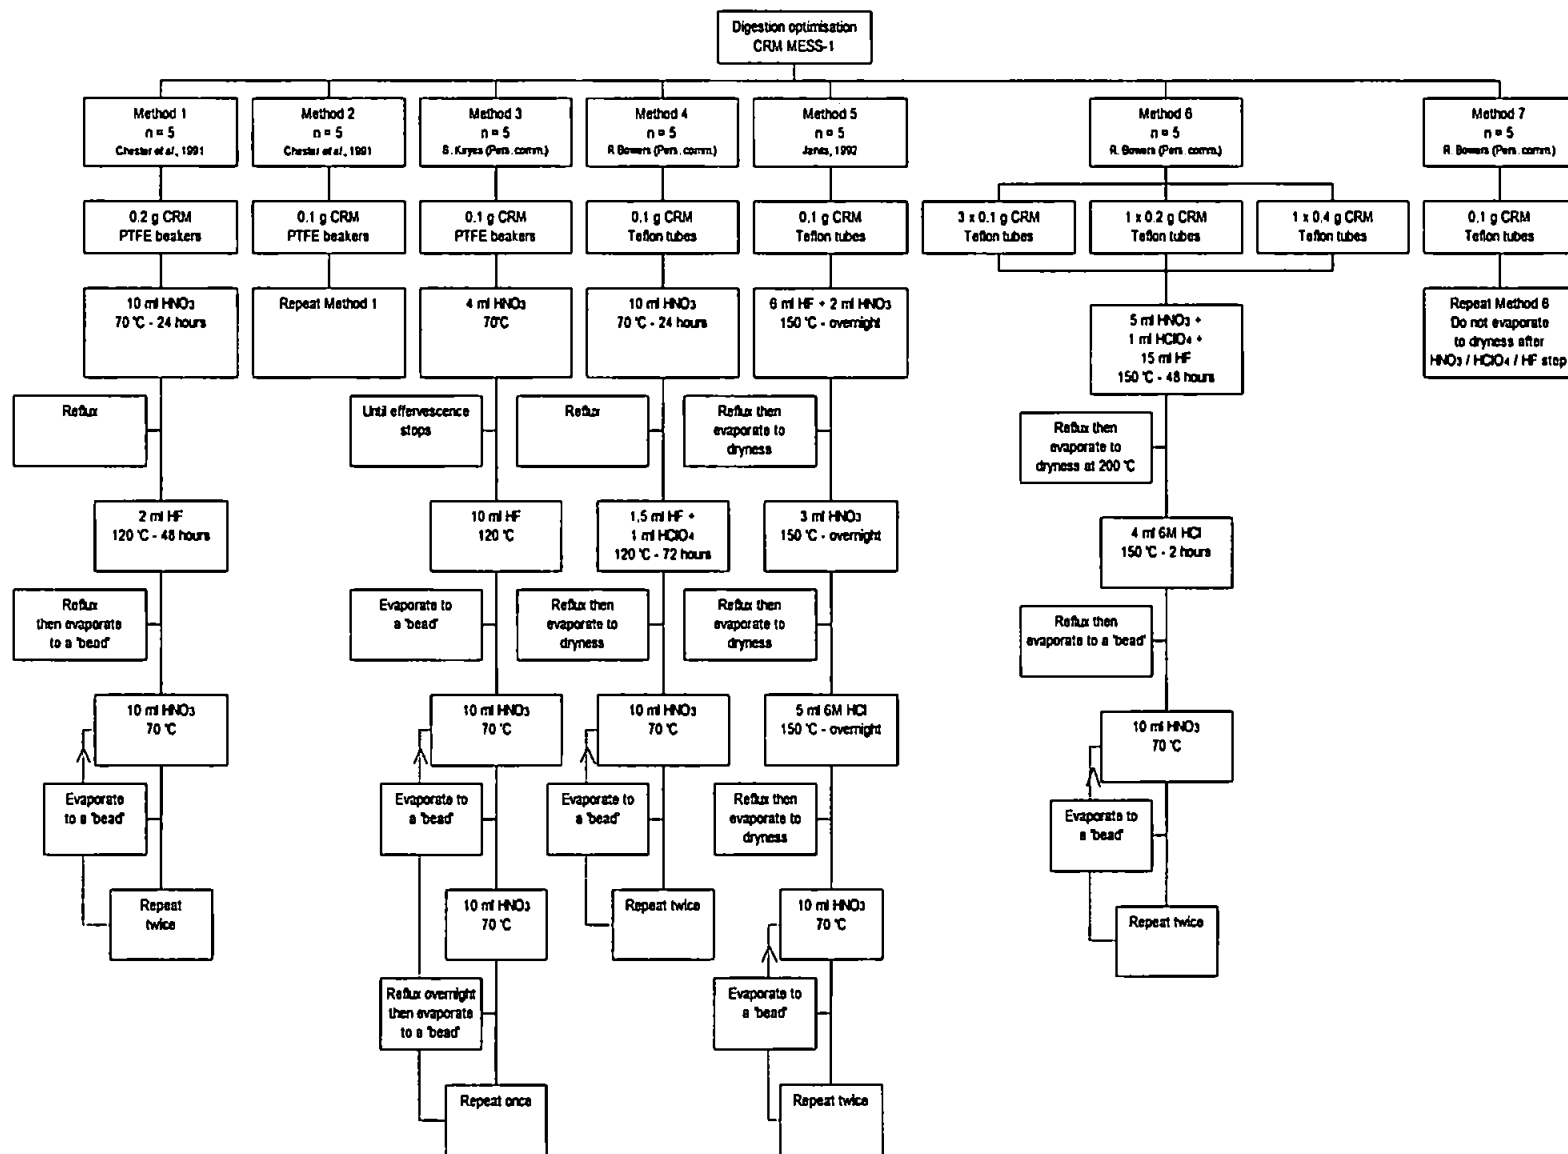 Digestion optimisation
CRM MESS-1
Method 1
n = 5
Chester et al., 1991
Method 2
n = 5
Chester et al., 1991
Method 3
n = 5
(Pers. comm.)
Method 4
n = 5
R Bowers (Pers. comm.)
Method 5
n = 5
1992
Method 6
n = 5
R. Bowers (Pers. comm.)
Method 7
n = 5
R. Bowers (Pers. comm.)
0.2 g CRM
PTFE beakers
0.1 g CRM
PTFE beakers
0.1 g CRM
PTFE beakers
0.1 g CRM
Teflon tubes
0.1 g CRM
Teflon tubes
3 x 0.1 g CRM
Teflon tubes
1 x 0.2 g CRM
Teflon tubes
1 x 0.4 g CRM
Teflon tubes
0.1 g CRM
Teflon tubes
10 ml HNO₃
70 °C - 24 hours
Repeat Method 1
4 ml HNO₃
70°C
10 ml HNO₃
70 °C - 24 hours
6 ml HF + 2 ml HNO₃
150 °C - overnight
5 ml HNO₃ +
1 ml HClO₄ +
15 ml HF
150 °C - 48 hours
Repeat Method 6
Do not evaporate
to dryness after
HNO₃ / HClO₄ / HF step
Reflux
Until effervescence
stops
Reflux
Reflux then
evaporate to
dryness
Reflux then
evaporate to
dryness at 200 °C
2 ml HF
120 °C - 48 hours
10 ml HF
120 °C
1.5 ml HF +
1 ml HClO₄
120 °C - 72 hours
3 ml HNO₃
150 °C - overnight
4 ml 6M HCl
150 °C - 2 hours
Reflux
then evaporate
to a 'bead'
Evaporate to
a 'bead'
Reflux then
evaporate to
dryness
Reflux then
evaporate to
dryness
Reflux then
evaporate to a 'bead'
10 ml HNO₃
70 °C
10 ml HNO₃
70 °C
10 ml HNO₃
70 °C
5 ml 6M HCl
150 °C - overnight
10 ml HNO₃
70 °C
Evaporate
to a 'bead'
Evaporate to
a 'bead'
Evaporate to
a 'bead'
Reflux then
evaporate to
dryness
Evaporate to
a 'bead'
Repeat
twice
10 ml HNO₃
70 °C
Repeat twice
10 ml HNO₃
70 °C
Repeat twice
Reflux overnight
then evaporate
to a 'bead'
Evaporate to
a 'bead'
Repeat once
Repeat twice